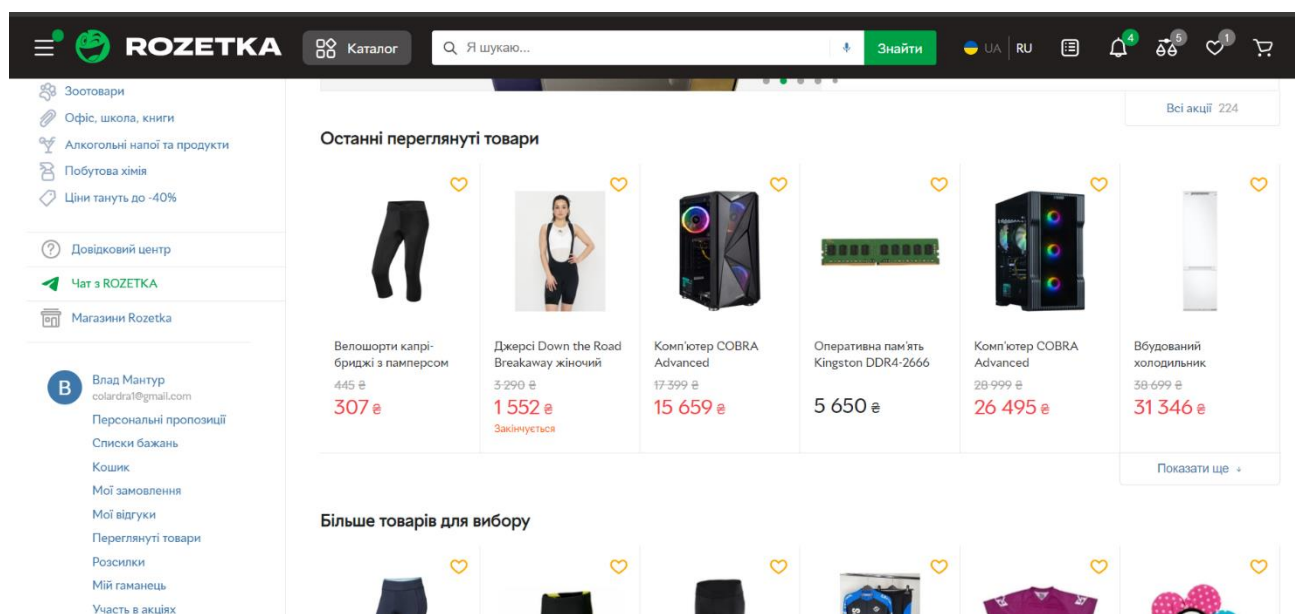 ROZETKA
Каталог
Я шукаю...
Знайти
UA RU
4
5
1
Зоотовари
Офіс, школа, книги
Алкогольні напої та продукти
Побутова хімія
Ціни тануть до -40%
Довідковий центр
Чат з ROZETKA
Магазини Rozetka
B
Влад Мантур
colardra1@gmail.com
Персональні пропозиції
Списки бажань
Кошик
Мої замовлення
Мої відгуки
Переглянуті товари
Розсилки
Мій гаманець
Участь в акціях
Всі акції 224
Останні переглянуті товари
Велошорти капрі-
бриджі з памперсом
445 ₴
307 ₴
Джерсі Down the Road
Breakaway жіночий
3 290 ₴
1 552 ₴
Закінчується
Комп'ютер COBRA
Advanced
17 399 ₴
15 659 ₴
Оперативна пам'ять
Kingston DDR4-2666
5 650 ₴
Комп'ютер COBRA
Advanced
28 999 ₴
26 495 ₴
Вбудований
холодильник
38 699 ₴
31 346 ₴
Показати ще
Більше товарів для вибору